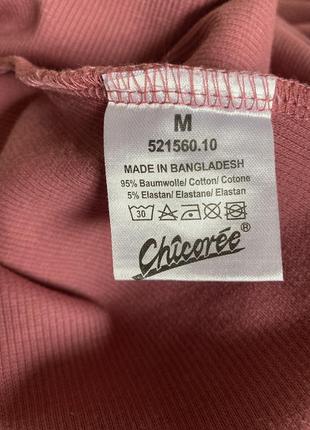 M
521560.10
MADE IN BANGLADESH
95% Baumwolle/ Cotton/ Cotone
5% Elastan/ Elastane/ Elastan
30
Chicorée®